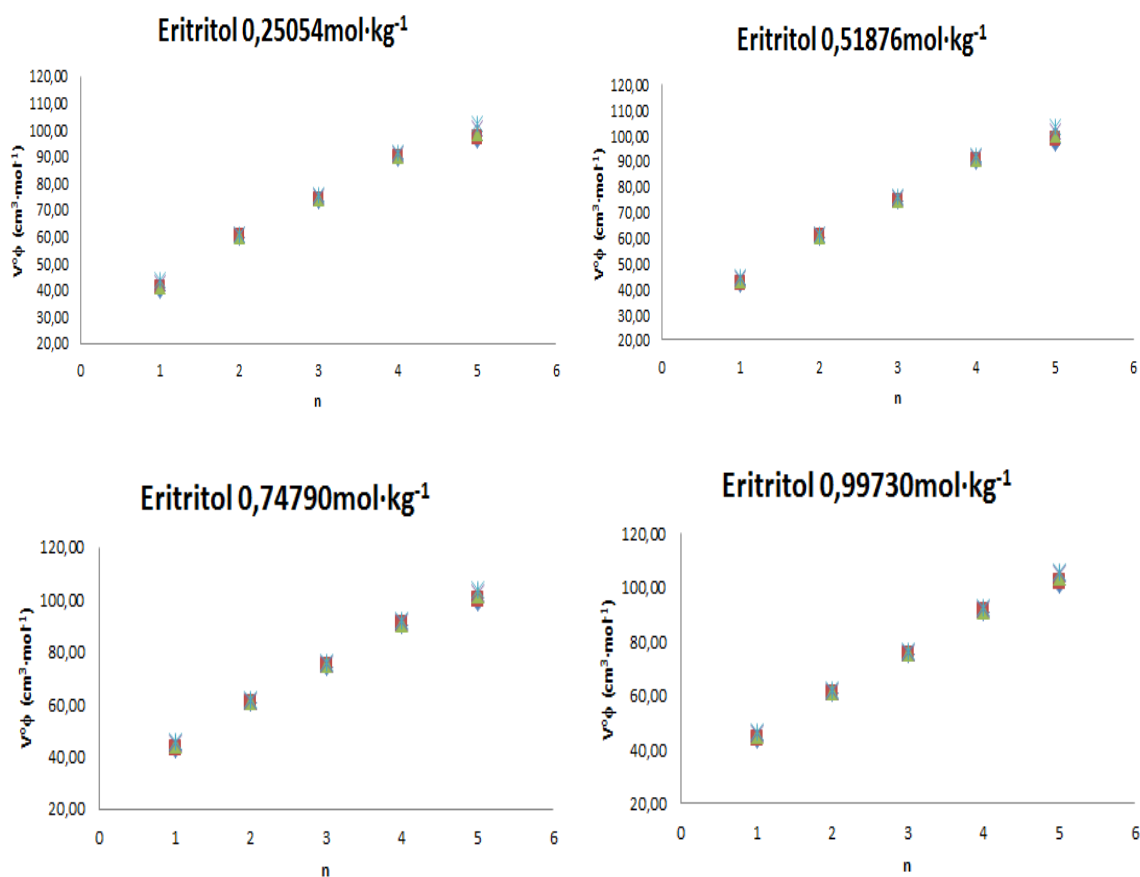 Eritritol 0,25054mol·kg⁻¹
120,00
110,00
100,00
90,00
80,00
70,00
60,00
50,00
40,00
30,00
20,00
V°ϕ (cm³·mol⁻¹)
0 1 2 3 4 5 6
n
Eritritol 0,51876mol·kg⁻¹
120,00
110,00
100,00
90,00
80,00
70,00
60,00
50,00
40,00
30,00
20,00
V°ϕ (cm³·mol⁻¹)
0 1 2 3 4 5 6
n
Eritritol 0,74790mol·kg⁻¹
120,00
100,00
80,00
60,00
40,00
20,00
V°ϕ (cm³·mol⁻¹)
0 1 2 3 4 5 6
n
Eritritol 0,99730mol·kg⁻¹
120,00
100,00
80,00
60,00
40,00
20,00
V°ϕ (cm³·mol⁻¹)
0 1 2 3 4 5 6
n